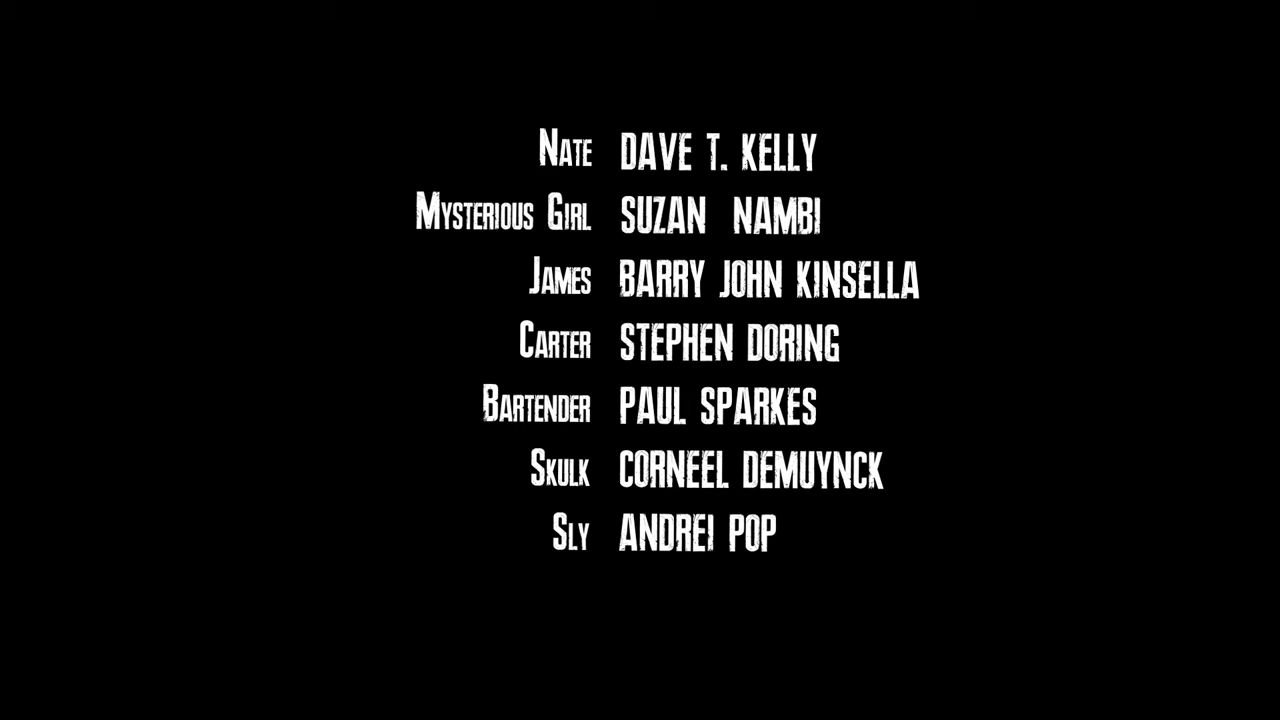 Nate DAVE T. KELLY
Mysterious Girl SUZAN NAMBI
James BARRY JOHN KINSELLA
Carter STEPHEN DORING
Bartender PAUL SPARKES
Skulk CORNEEL DEMUYNCK
Sly ANDREI POP